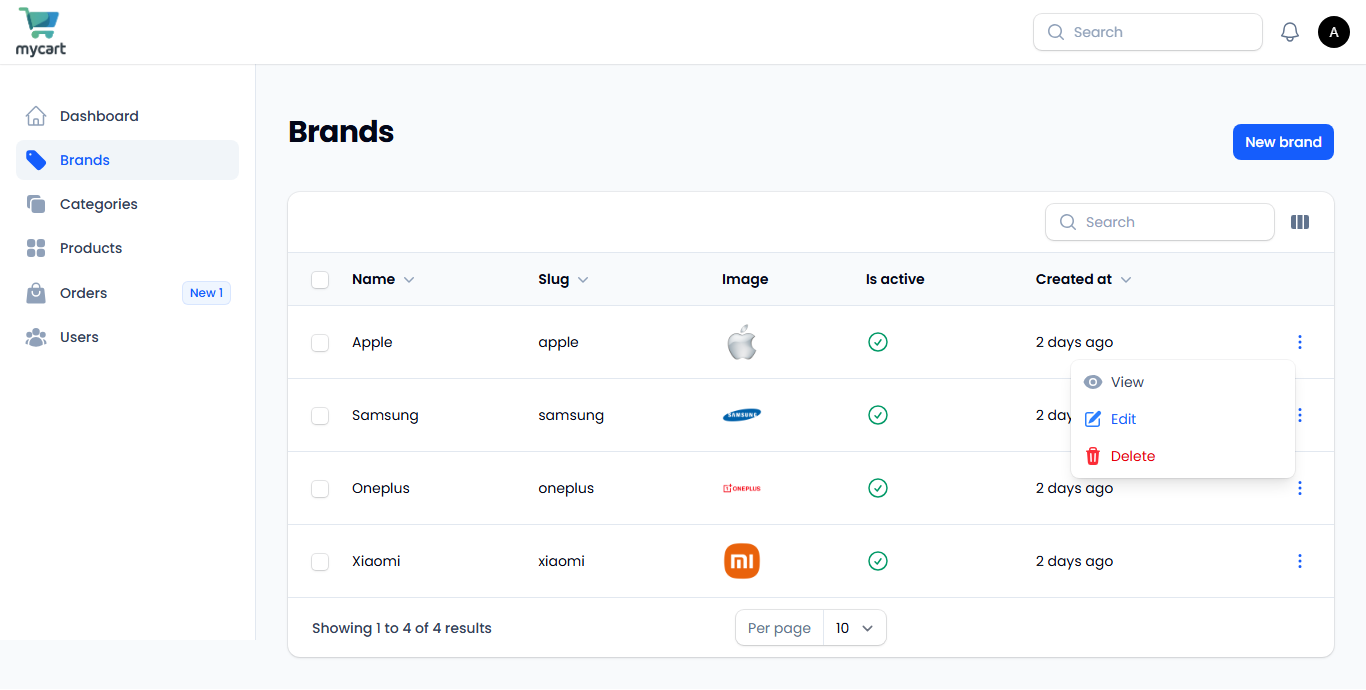 mycart
Search
A
Dashboard
Brands
Categories
Products
Orders New 1
Users
Brands
New brand
Search
Name Slug Image Is active Created at
Apple apple 2 days ago
View
Samsung samsung SAMSUNG 2 day
Edit
Delete
Oneplus oneplus ONEPLUS 2 days ago
Xiaomi xiaomi mi 2 days ago
Showing 1 to 4 of 4 results Per page 10